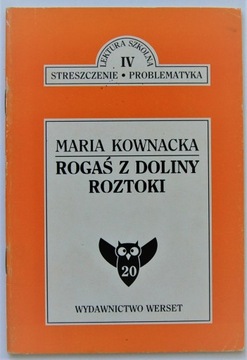 LEKTURA SZKOLNA
IV
STRESZCZENIE • PROBLEMATYKA
MARIA KOWNACKA
ROGAŚ Z DOLINY
ROZTOKI
20
WYDAWNICTWO WERSET